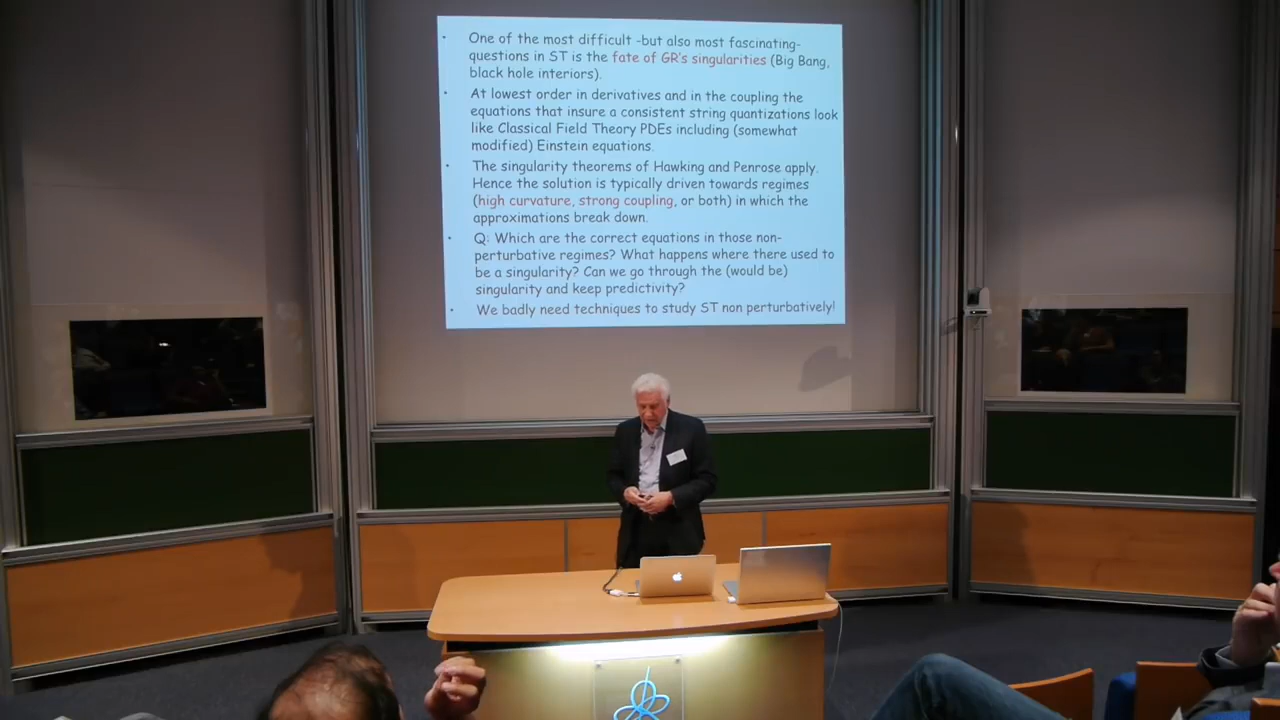 One of the most difficult -but also most fascinating-
questions in ST is the fate of GR's singularities (Big Bang,
black hole interiors).
At lowest order in derivatives and in the coupling the
equations that insure a consistent string quantizations look
like Classical Field Theory PDEs including (somewhat
modified) Einstein equations.
The singularity theorems of Hawking and Penrose apply.
Hence the solution is typically driven towards regimes
(high curvature, strong coupling, or both) in which the
approximations break down.
Q: Which are the correct equations in those non-
perturbative regimes? What happens where there used to
be a singularity? Can we go through the (would be)
singularity and keep predictivity?
We badly need techniques to study ST non perturbatively!